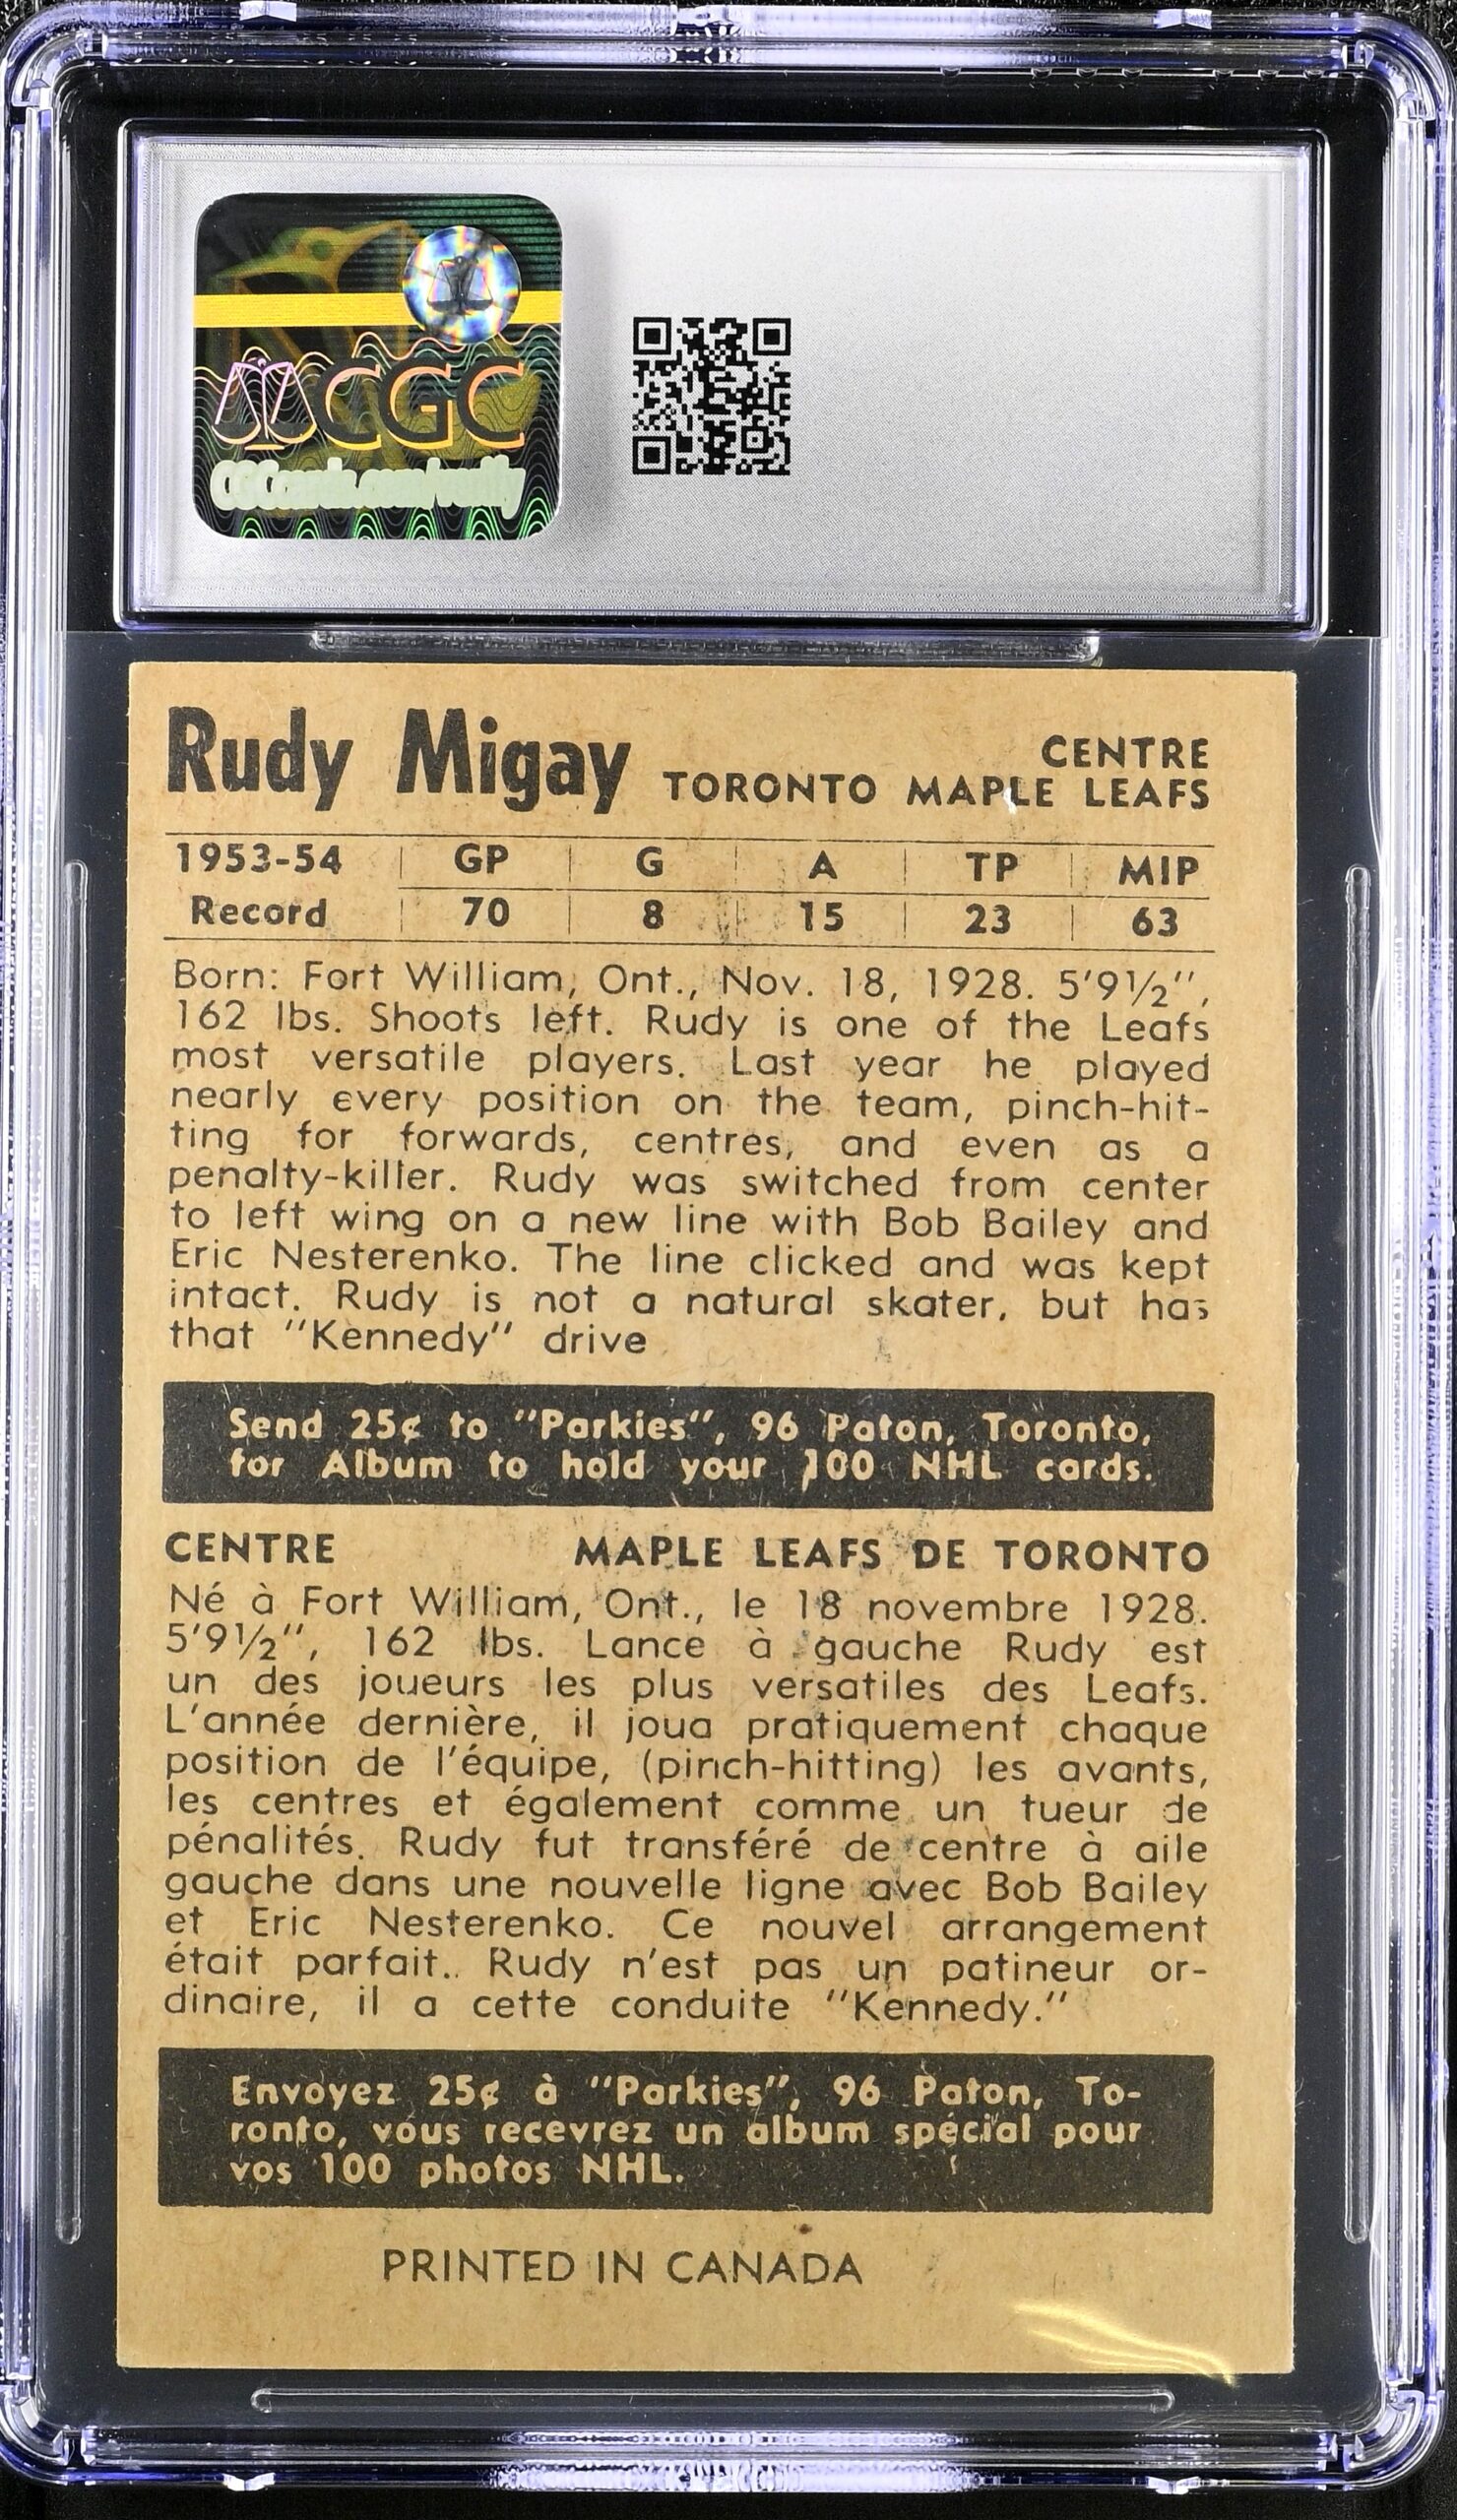 CGC
Rudy Migay
CENTRE
TORONTO MAPLE LEAFS
1953-54 GP G A TP MIP
Record 70 8 15 23 63
Born: Fort William, Ont., Nov. 18, 1928. 5'9½",
162 lbs. Shoots left. Rudy is one of the Leafs
most versatile players. Last year he played
nearly every position on the team, pinch-hit-
ting for forwards, centres, and even as a
penalty-killer. Rudy was switched from center
to left wing on a new line with Bob Bailey and
Eric Nesterenko. The line clicked and was kept
intact. Rudy is not a natural skater, but has
that "Kennedy" drive
Send 25¢ to "Parkies", 96 Paton, Toronto,
for Album to hold your 100 NHL cards.
CENTRE MAPLE LEAFS DE TORONTO
Né à Fort William, Ont., le 18 novembre 1928.
5'9½", 162 lbs. Lance à gauche Rudy est
un des joueurs les plus versatiles des Leafs.
L'année dernière, il joua pratiquement chaque
position de l'équipe, (pinch-hitting) les avants,
les centres et également comme un tueur de
pénalités. Rudy fut transféré de centre à aile
gauche dans une nouvelle ligne avec Bob Bailey
et Eric Nesterenko. Ce nouvel arrangement
était parfait. Rudy n'est pas un patineur or-
dinaire, il a cette conduite "Kennedy."
Envoyez 25¢ à "Parkies", 96 Paton, To-
ronto, vous recevrez un album spécial pour
vos 100 photos NHL.
PRINTED IN CANADA